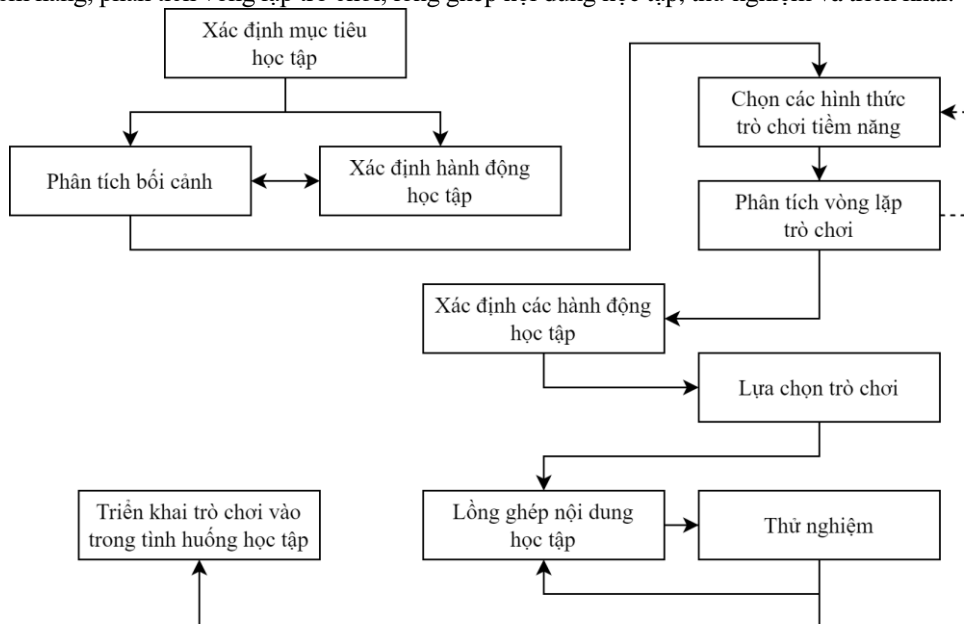 Xác định mục tiêu
học tập
Phân tích bối cảnh
Xác định hành động
học tập
Chọn các hình thức
trò chơi tiềm năng
Phân tích vòng lặp
trò chơi
Xác định các hành động
học tập
Lựa chọn trò chơi
Lồng ghép nội dung
học tập
Thử nghiệm
Triển khai trò chơi vào
trong tình huống học tập